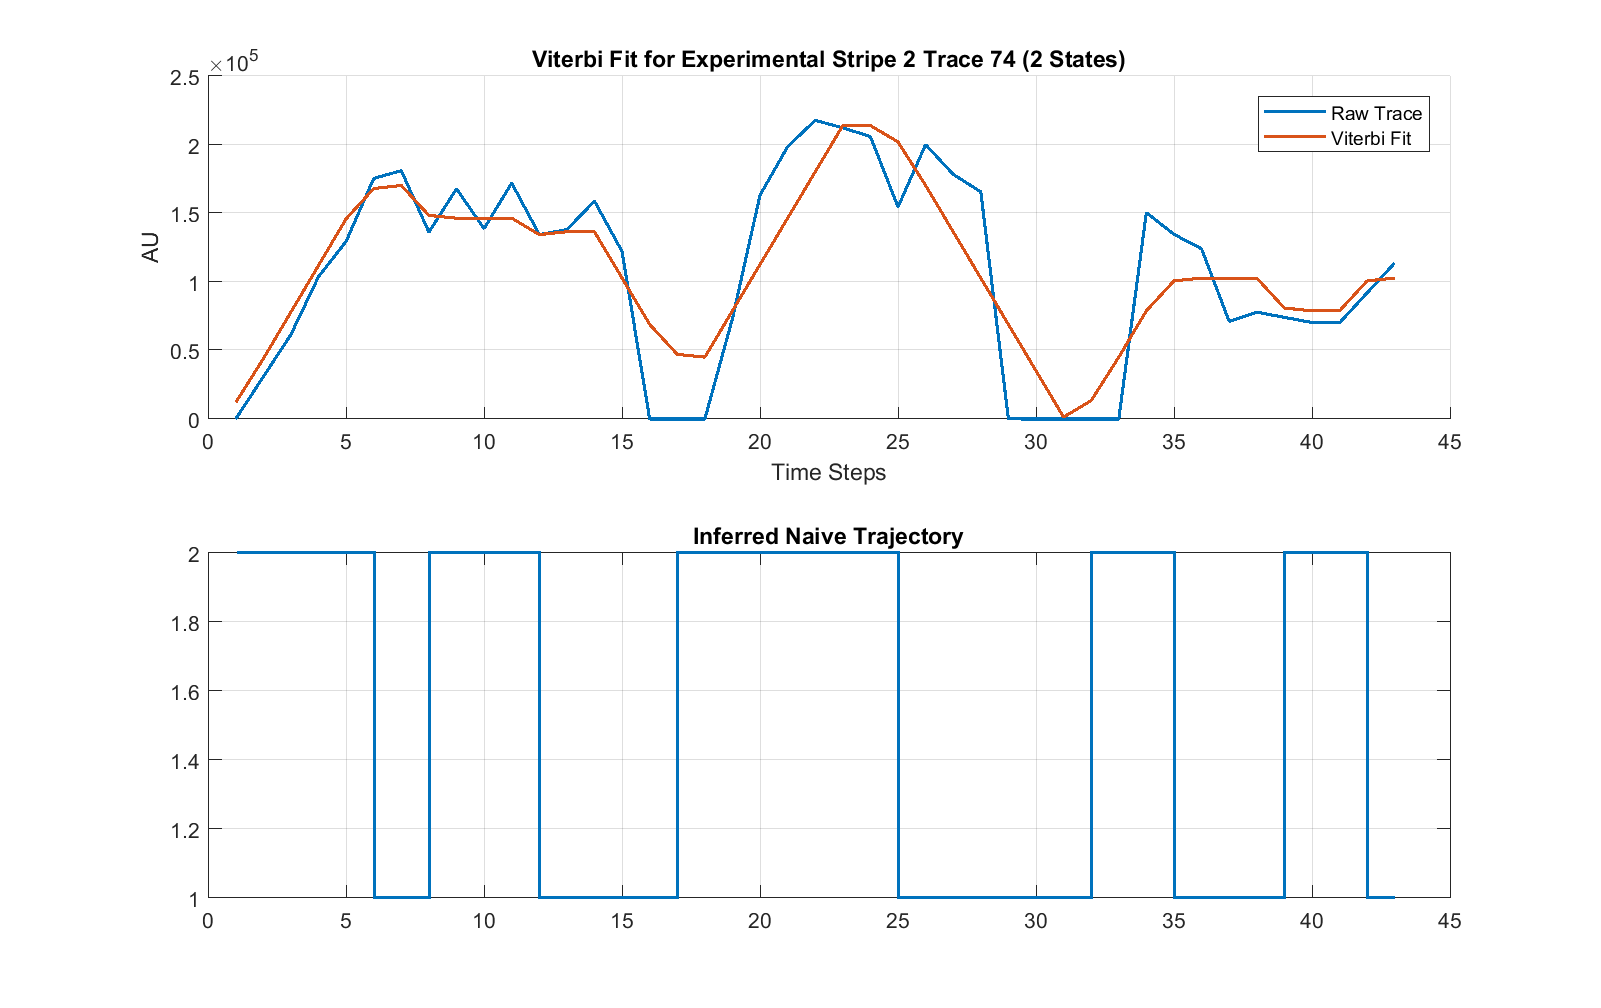 Viterbi Fit for Experimental Stripe 2 Trace 74 (2 States)
×10^5
2.5
2
1.5
1
0.5
0
AU
Raw Trace
Viterbi Fit
0 5 10 15 20 25 30 35 40 45
Time Steps
Inferred Naive Trajectory
2
1.8
1.6
1.4
1.2
1
0 5 10 15 20 25 30 35 40 45